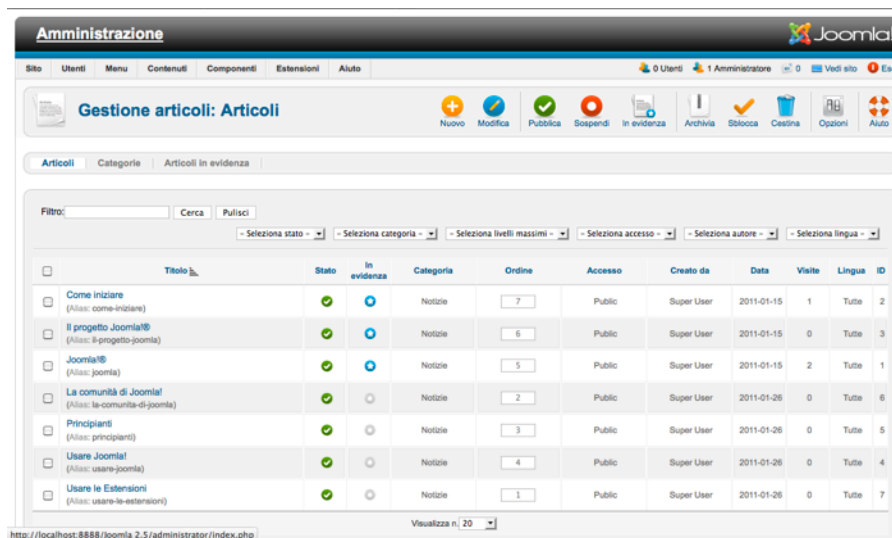 Amministrazione
Joomla!
Sito Utenti Menu Contenuti Componenti Estensioni Aiuto 0 Utenti 1 Amministratore 0 Vedi sito Es
Gestione articoli: Articoli
Nuovo Modifica Pubblica Sospendi In evidenza Archivia Sblocca Cestina Opzioni Aiuto
Articoli Categorie Articoli in evidenza
Filtro: Cerca Pulisci
- Seleziona stato - - Seleziona categoria - - Seleziona livelli massimi - - Seleziona accesso - - Seleziona autore - - Seleziona lingua -
Titolo Stato In evidenza Categoria Ordine Accesso Creato da Data Visite Lingua ID
Come iniziare
(Alias: come-iniziare) Notizie 7 Public Super User 2011-01-15 1 Tutte 2
Il progetto Joomla!®
(Alias: il-progetto-joomla) Notizie 6 Public Super User 2011-01-15 0 Tutte 3
Joomla!®
(Alias: joomla) Notizie 5 Public Super User 2011-01-15 2 Tutte 1
La comunità di Joomla!
(Alias: la-comunita-di-joomla) Notizie 2 Public Super User 2011-01-26 0 Tutte 6
Principianti
(Alias: principianti) Notizie 3 Public Super User 2011-01-26 0 Tutte 5
Usare Joomla!
(Alias: usare-joomla) Notizie 4 Public Super User 2011-01-26 0 Tutte 4
Usare le Estensioni
(Alias: usare-le-estensioni) Notizie 1 Public Super User 2011-01-26 0 Tutte 7
Visualizza n. 20
http://localhost:8888/Joomla_2.5/administrator/index.php